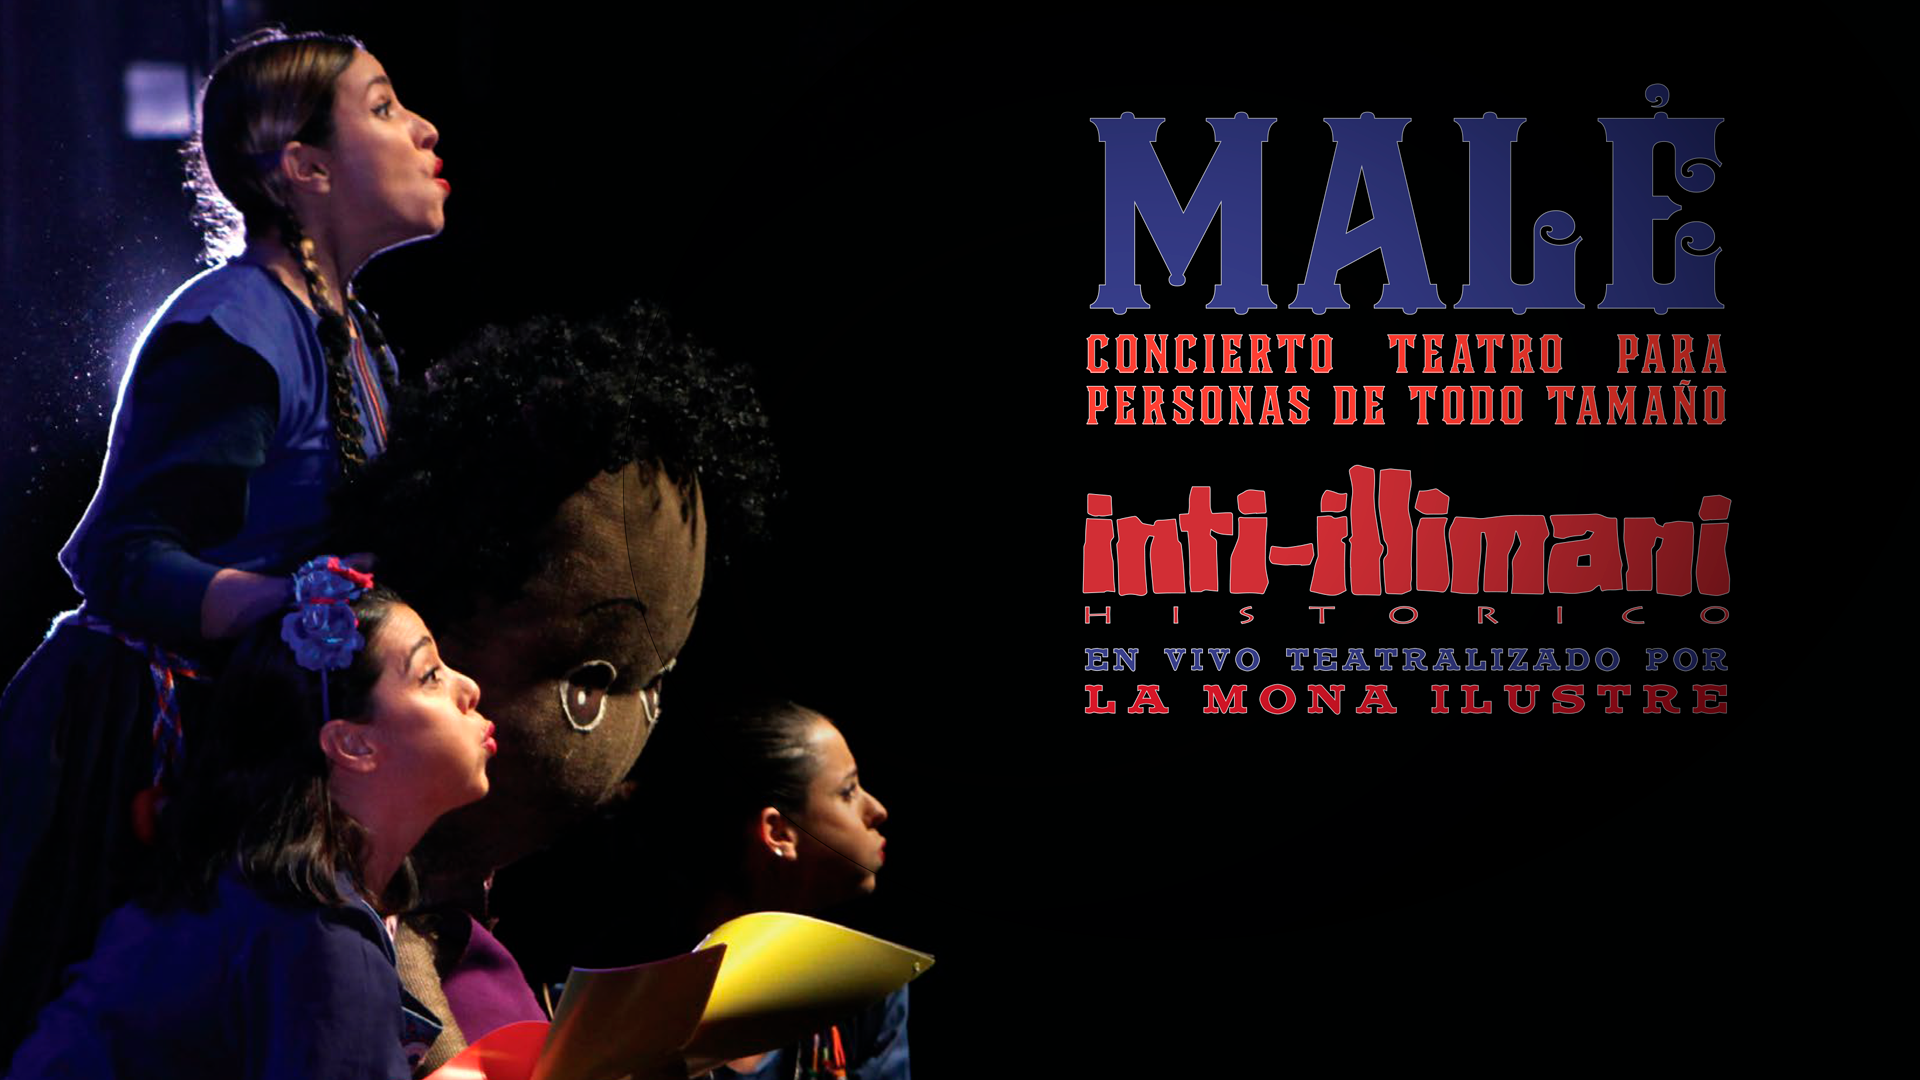 MALÉ
CONCIERTO TEATRO PARA
PERSONAS DE TODO TAMAÑO
inti-illimani
HISTORICO
EN VIVO TEATRALIZADO POR
LA MONA ILUSTRE